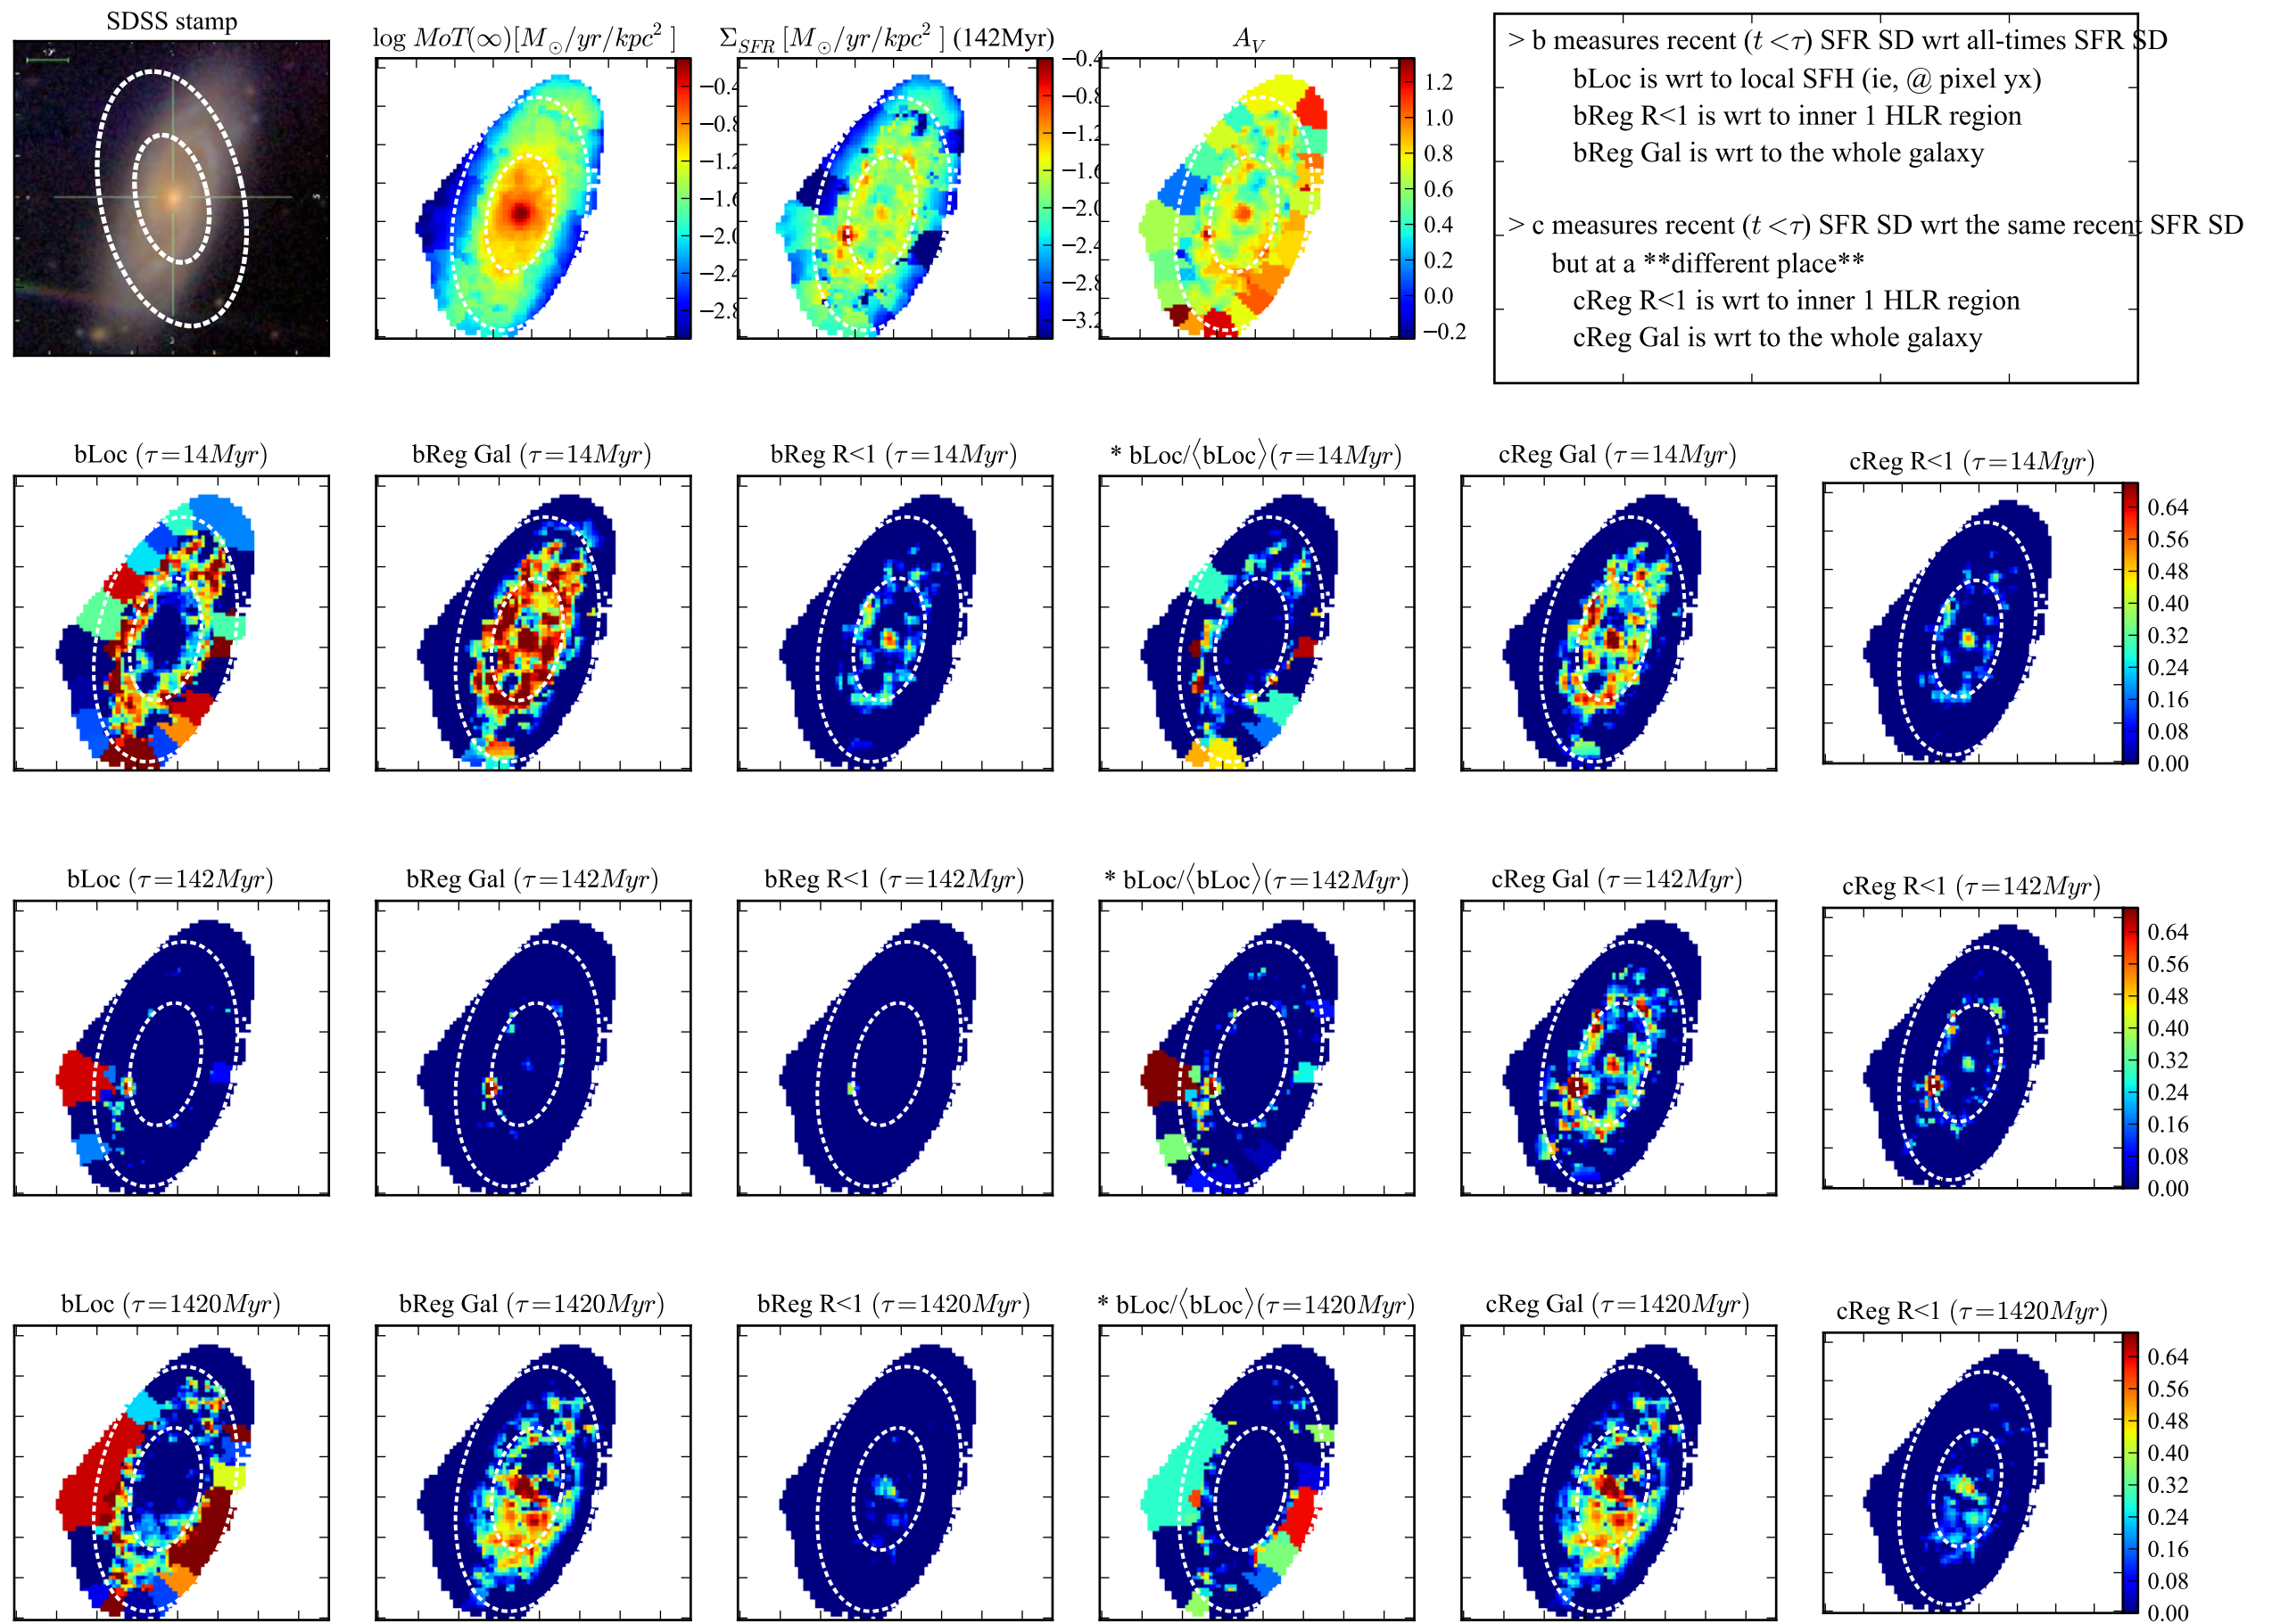 SDSS stamp
log MoT(∞)[M⊙/yr/kpc² ]
Σ_SFR [M⊙/yr/kpc² ] (142Myr)
A_V
−0.4
−0.8
−1.2
−1.6
−2.0
−2.4
−2.8
−0.4
−0.8
−1.2
−1.6
−2.0
−2.4
−2.8
−3.2
1.2
1.0
0.8
0.6
0.4
0.2
0.0
−0.2
> b measures recent (t <τ) SFR SD wrt all-times SFR SD
bLoc is wrt to local SFH (ie, @ pixel yx)
bReg R<1 is wrt to inner 1 HLR region
bReg Gal is wrt to the whole galaxy
> c measures recent (t <τ) SFR SD wrt the same recent SFR SD
but at a **different place**
cReg R<1 is wrt to inner 1 HLR region
cReg Gal is wrt to the whole galaxy
bLoc (τ=14Myr)
bReg Gal (τ=14Myr)
bReg R<1 (τ=14Myr)
* bLoc/⟨bLoc⟩(τ=14Myr)
cReg Gal (τ=14Myr)
cReg R<1 (τ=14Myr)
0.64
0.56
0.48
0.40
0.32
0.24
0.16
0.08
0.00
bLoc (τ=142Myr)
bReg Gal (τ=142Myr)
bReg R<1 (τ=142Myr)
* bLoc/⟨bLoc⟩(τ=142Myr)
cReg Gal (τ=142Myr)
cReg R<1 (τ=142Myr)
0.64
0.56
0.48
0.40
0.32
0.24
0.16
0.08
0.00
bLoc (τ=1420Myr)
bReg Gal (τ=1420Myr)
bReg R<1 (τ=1420Myr)
* bLoc/⟨bLoc⟩(τ=1420Myr)
cReg Gal (τ=1420Myr)
cReg R<1 (τ=1420Myr)
0.64
0.56
0.48
0.40
0.32
0.24
0.16
0.08
0.00